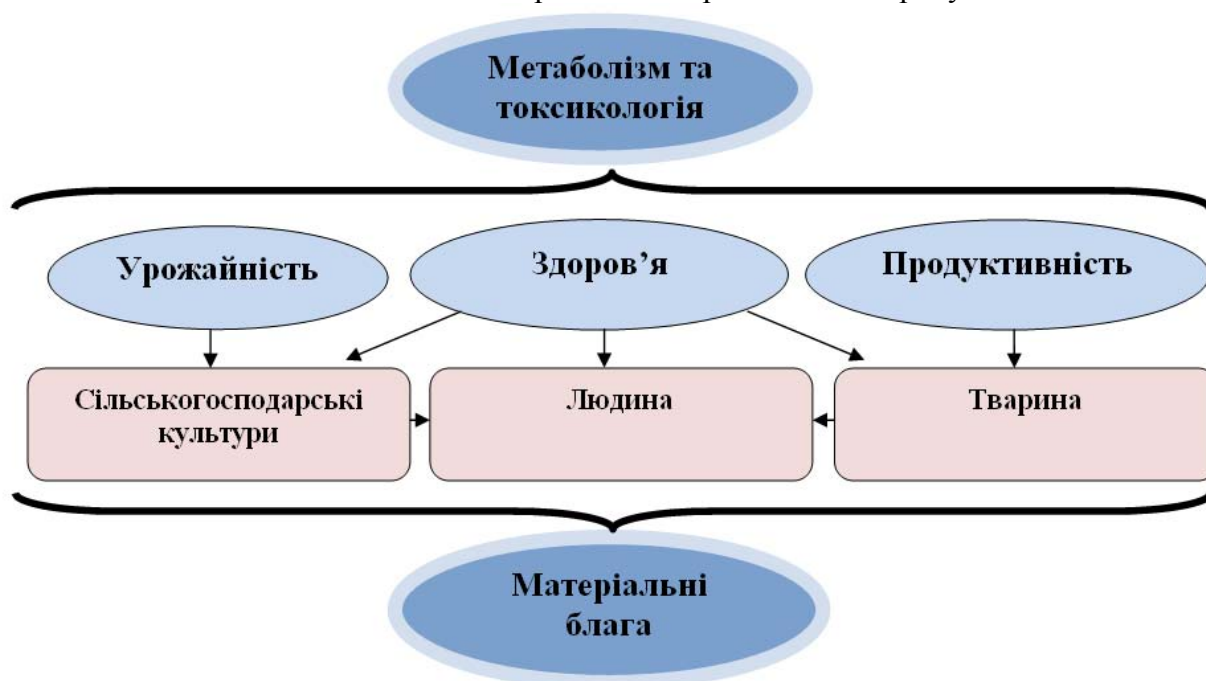 Метаболізм та
токсикологія
Урожайність
Здоров’я
Продуктивність
Сільськогосподарські
культури
Людина
Тварина
Матеріальні
блага